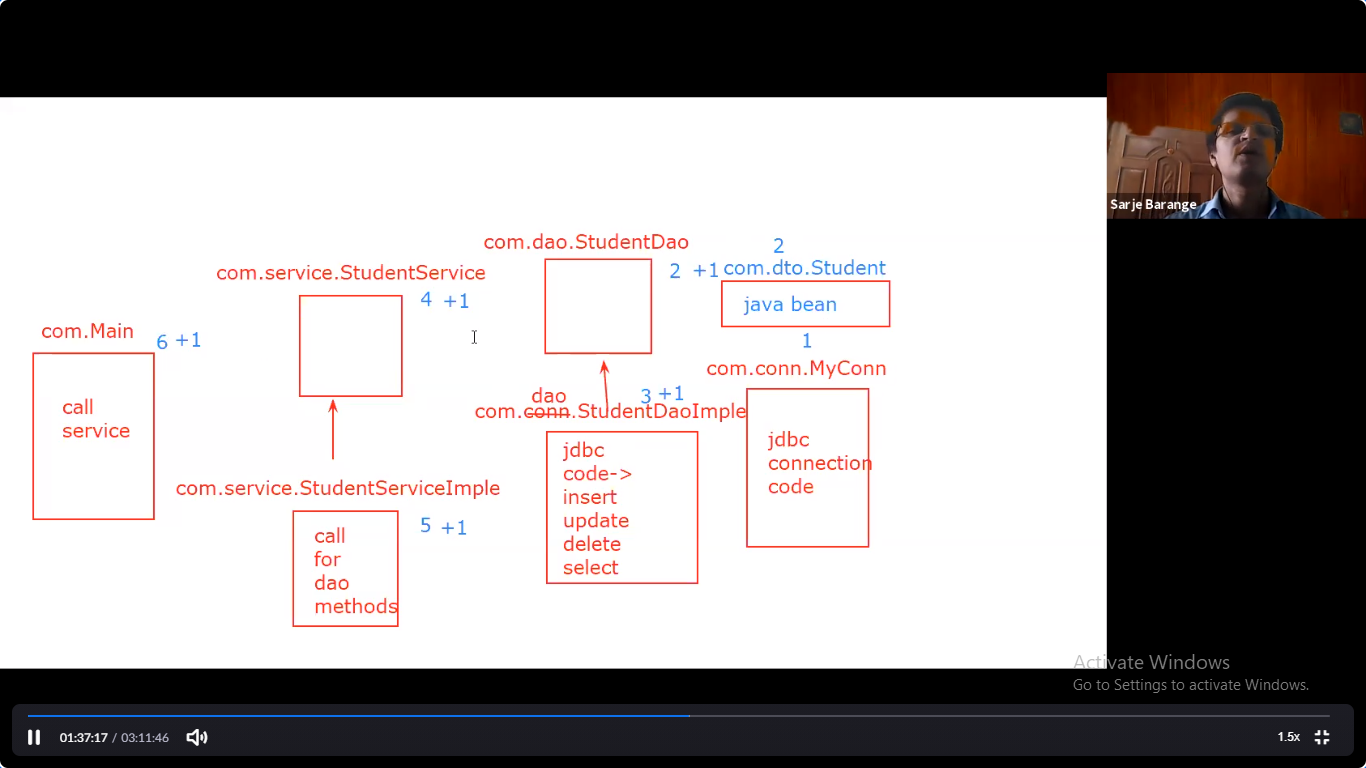 Sarje Barange
com.dao.StudentDao
2
2 +1
com.dto.Student
com.service.StudentService
4 +1
java bean
com.Main
6 +1
1
com.conn.MyConn
dao
3 +1
com.conn.StudentDaoImple
call
service
jdbc
code->
insert
update
delete
select
jdbc
connection
code
com.service.StudentServiceImple
5 +1
call
for
dao
methods
Activate Windows
Go to Settings to activate Windows.
01:37:17 / 03:11:46
1.5x